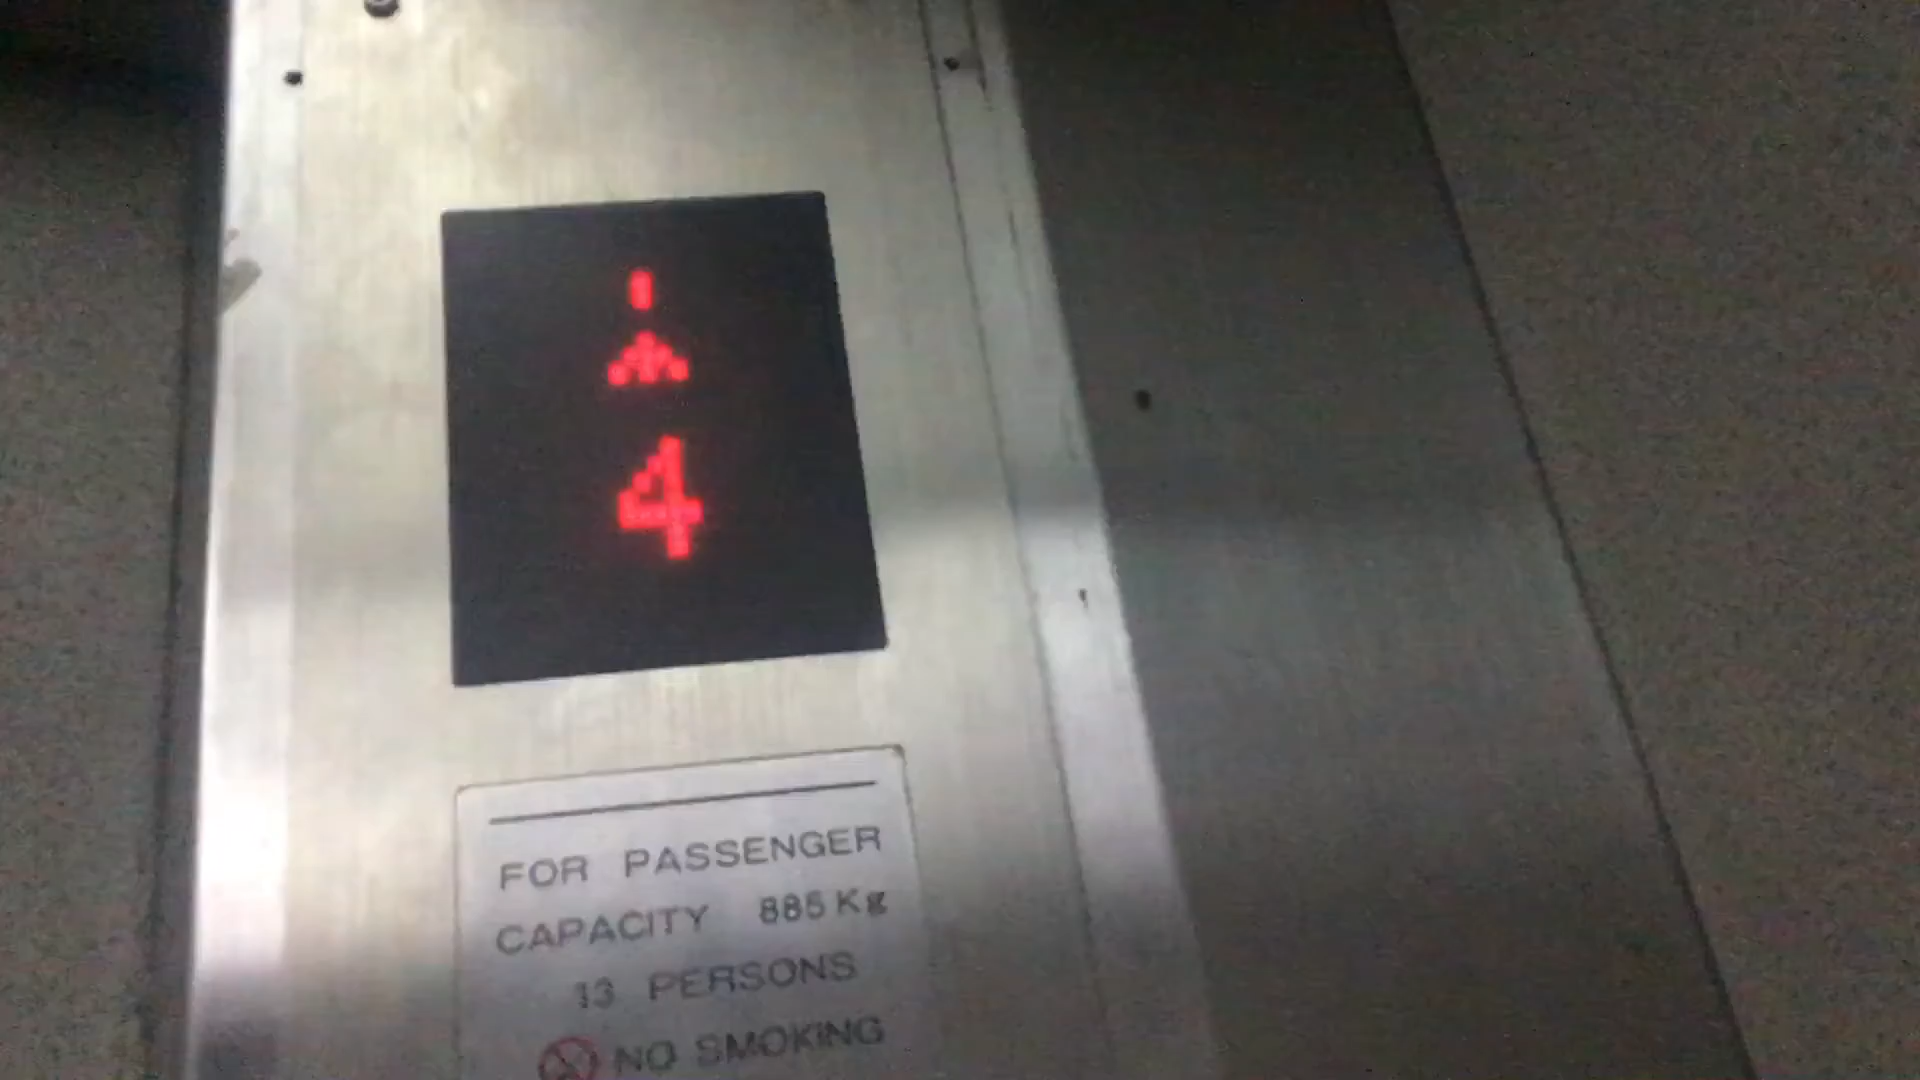 4
FOR PASSENGER
CAPACITY 885 Kg
13 PERSONS
NO SMOKING